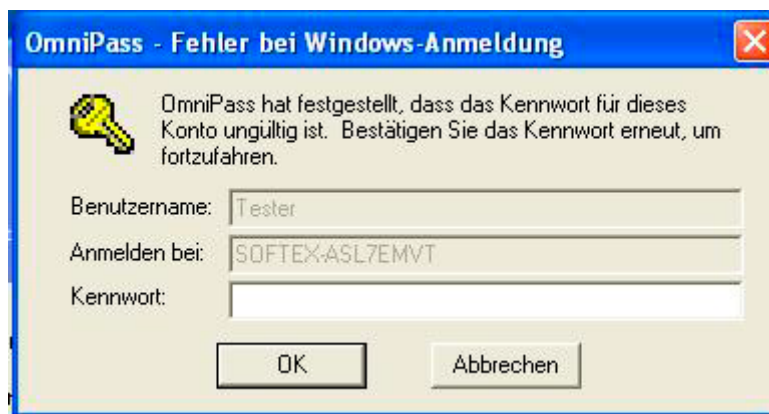 OmniPass - Fehler bei Windows-Anmeldung
OmniPass hat festgestellt, dass das Kennwort für dieses
Konto ungültig ist. Bestätigen Sie das Kennwort erneut, um
fortzufahren.
Benutzername: Tester
Anmelden bei: SOFTEX-ASL7EMVT
Kennwort:
OK Abbrechen